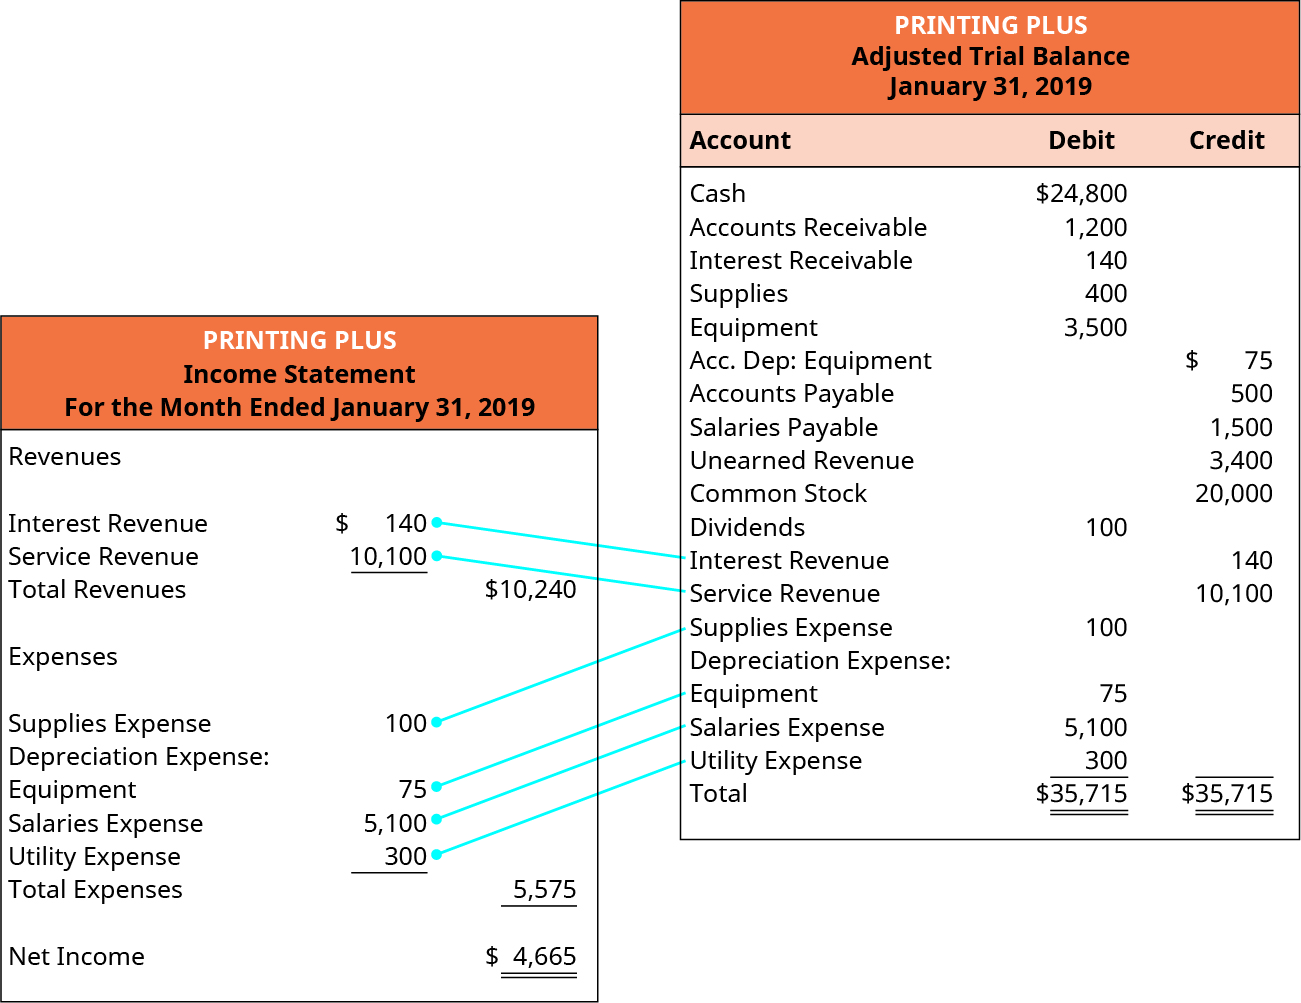 PRINTING PLUS
Income Statement
For the Month Ended January 31, 2019
Revenues
Interest Revenue $ 140
Service Revenue 10,100
Total Revenues $10,240
Expenses
Supplies Expense 100
Depreciation Expense:
Equipment 75
Salaries Expense 5,100
Utility Expense 300
Total Expenses 5,575
Net Income $ 4,665
PRINTING PLUS
Adjusted Trial Balance
January 31, 2019
Account Debit Credit
Cash $24,800
Accounts Receivable 1,200
Interest Receivable 140
Supplies 400
Equipment 3,500
Acc. Dep: Equipment $ 75
Accounts Payable 500
Salaries Payable 1,500
Unearned Revenue 3,400
Common Stock 20,000
Dividends 100
Interest Revenue 140
Service Revenue 10,100
Supplies Expense 100
Depreciation Expense:
Equipment 75
Salaries Expense 5,100
Utility Expense 300
Total $35,715 $35,715